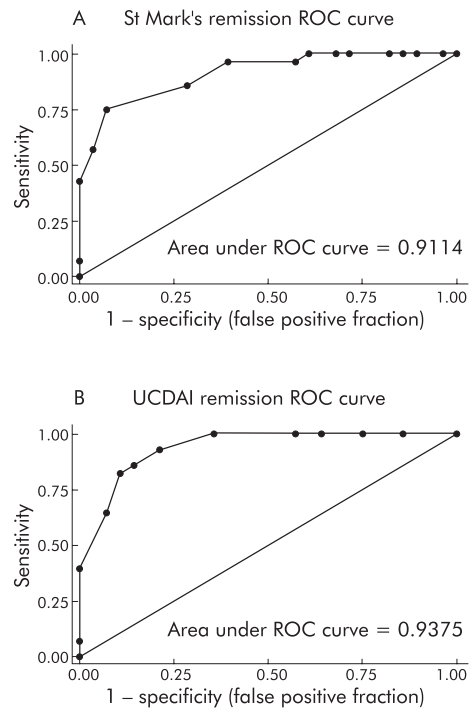 A St Mark's remission ROC curve
1.00
0.75
0.50
0.25
0.00
Sensitivity
Area under ROC curve = 0.9114
0.00 0.25 0.50 0.75 1.00
1 – specificity (false positive fraction)
B UCDAI remission ROC curve
1.00
0.75
0.50
0.25
0.00
Sensitivity
Area under ROC curve = 0.9375
0.00 0.25 0.50 0.75 1.00
1 – specificity (false positive fraction)